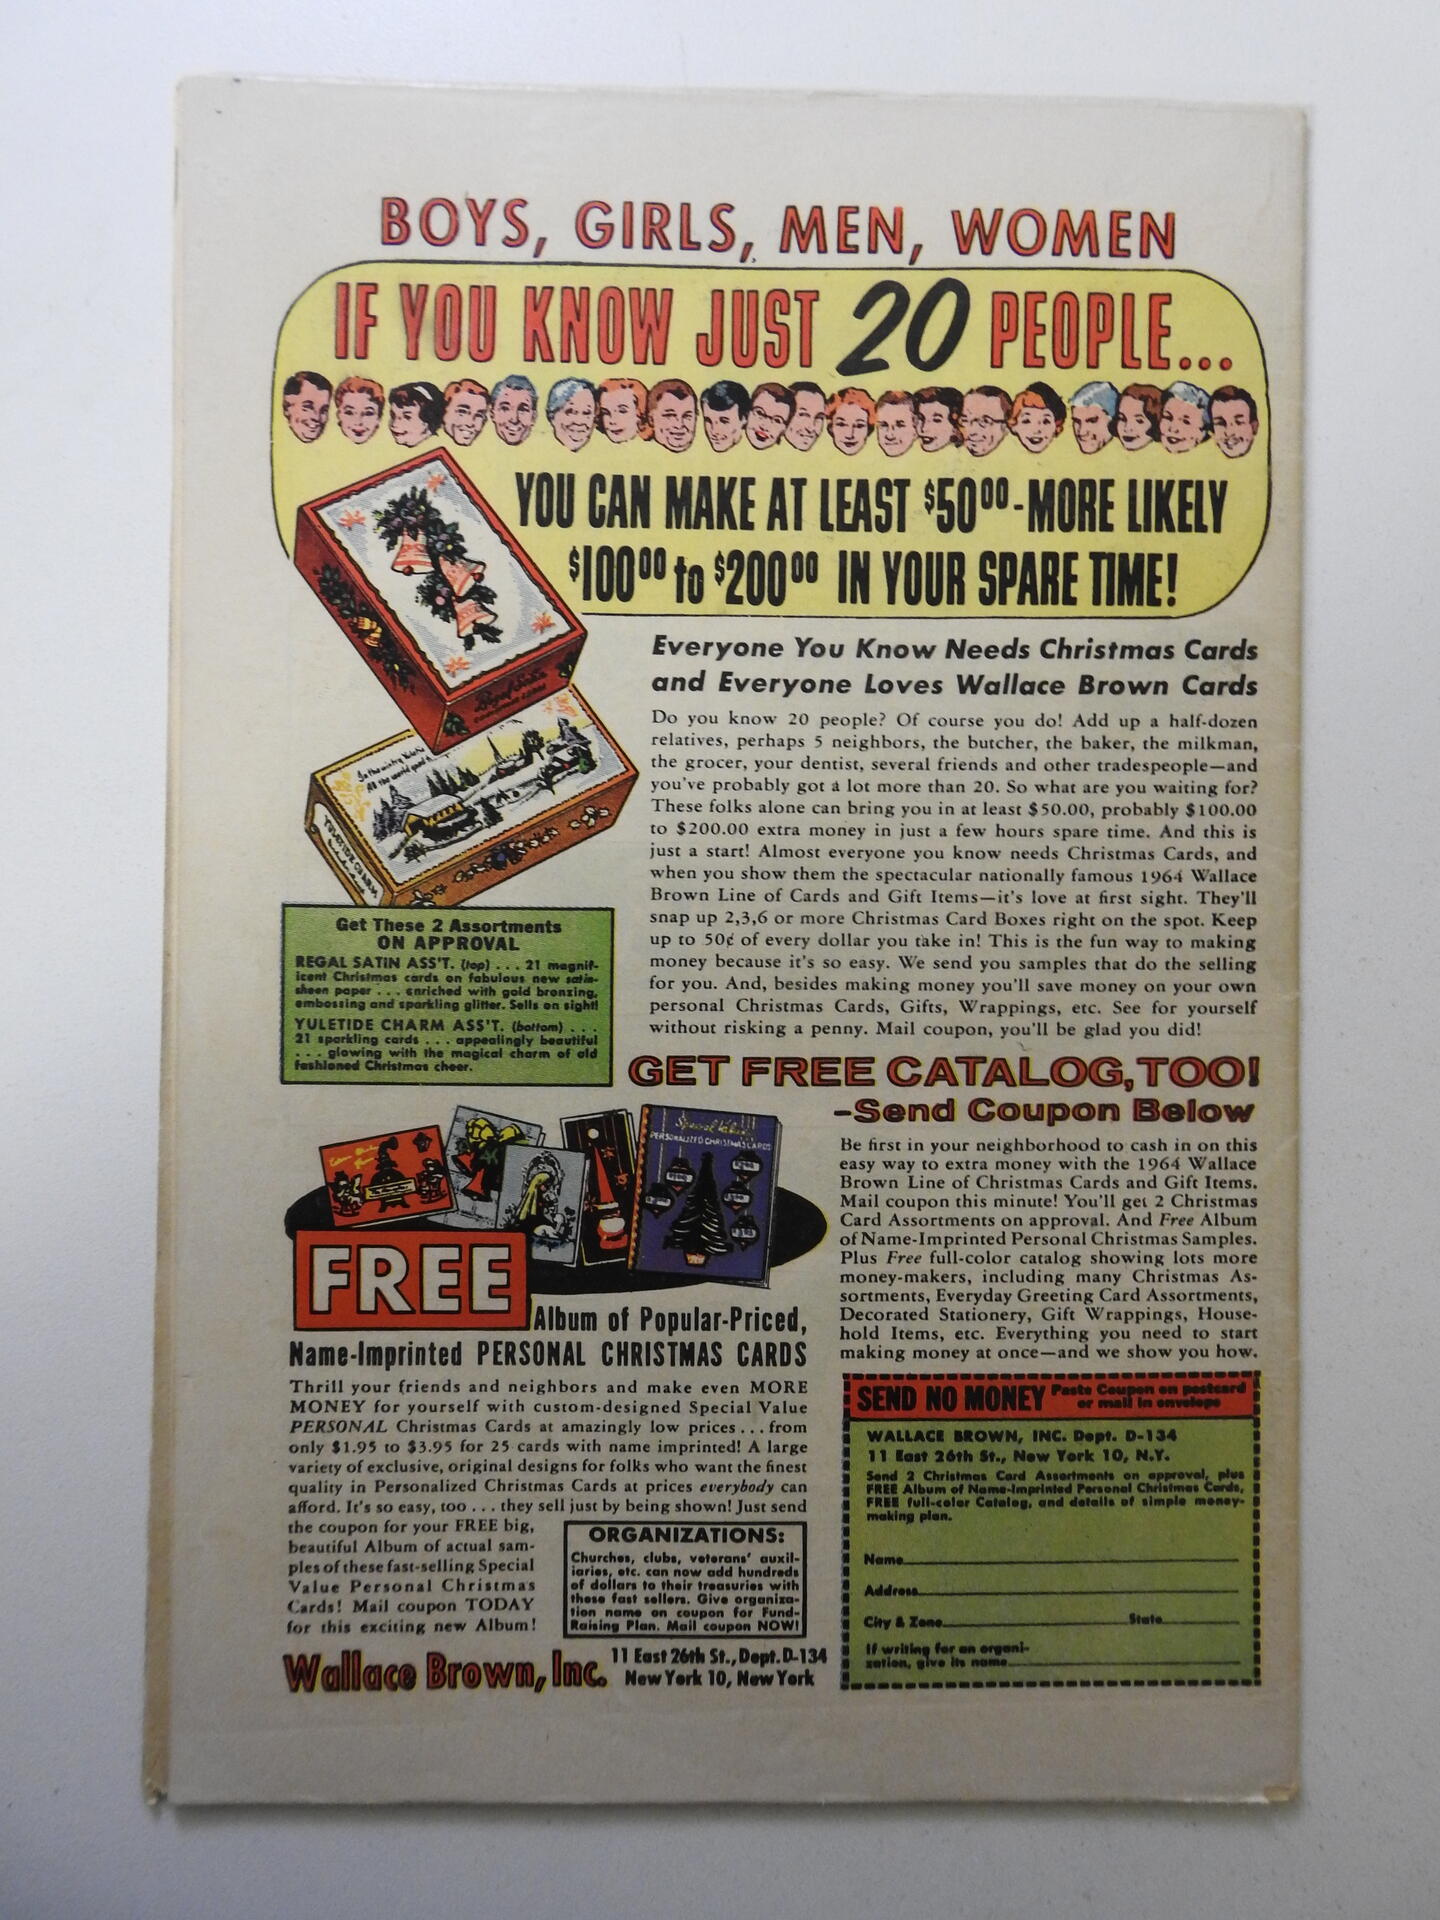 BOYS, GIRLS, MEN, WOMEN
IF YOU KNOW JUST 20 PEOPLE...
YOU CAN MAKE AT LEAST $50⁰⁰-MORE LIKELY
$100⁰⁰ to $200⁰⁰ IN YOUR SPARE TIME!
Regal Satin
In the wintry Yuletide
All the world
YULETIDE CHARM
Everyone You Know Needs Christmas Cards
and Everyone Loves Wallace Brown Cards
Do you know 20 people? Of course you do! Add up a half-dozen
relatives, perhaps 5 neighbors, the butcher, the baker, the milkman,
the grocer, your dentist, several friends and other tradespeople—and
you've probably got a lot more than 20. So what are you waiting for?
These folks alone can bring you in at least $50.00, probably $100.00
to $200.00 extra money in just a few hours spare time. And this is
just a start! Almost everyone you know needs Christmas Cards, and
when you show them the spectacular nationally famous 1964 Wallace
Brown Line of Cards and Gift Items—it's love at first sight. They'll
snap up 2,3,6 or more Christmas Card Boxes right on the spot. Keep
up to 50¢ of every dollar you take in! This is the fun way to making
money because it's so easy. We send you samples that do the selling
for you. And, besides making money you'll save money on your own
personal Christmas Cards, Gifts, Wrappings, etc. See for yourself
without risking a penny. Mail coupon, you'll be glad you did!
Get These 2 Assortments
ON APPROVAL
REGAL SATIN ASS'T. (top) . . . 21 magnif-
icent Christmas cards on fabulous new satin-
sheen paper . . . enriched with gold bronzing,
embossing and sparkling glitter. Sells on sight!
YULETIDE CHARM ASS'T. (bottom) . . .
21 sparkling cards . . . appealingly beautiful
. . . glowing with the magical charm of old
fashioned Christmas cheer.
GET FREE CATALOG, TOO!
-Send Coupon Below
Be first in your neighborhood to cash in on this
easy way to extra money with the 1964 Wallace
Brown Line of Christmas Cards and Gift Items.
Mail coupon this minute! You'll get 2 Christmas
Card Assortments on approval. And Free Album
of Name-Imprinted Personal Christmas Samples.
Plus Free full-color catalog showing lots more
money-makers, including many Christmas As-
sortments, Everyday Greeting Card Assortments,
Decorated Stationery, Gift Wrappings, House-
hold Items, etc. Everything you need to start
making money at once—and we show you how.
Special Value
PERSONALIZED CHRISTMAS CARDS
FREE
Album of Popular-Priced,
Name-Imprinted PERSONAL CHRISTMAS CARDS
Thrill your friends and neighbors and make even MORE
MONEY for yourself with custom-designed Special Value
PERSONAL Christmas Cards at amazingly low prices . . . from
only $1.95 to $3.95 for 25 cards with name imprinted! A large
variety of exclusive, original designs for folks who want the finest
quality in Personalized Christmas Cards at prices everybody can
afford. It's so easy, too . . . they sell just by being shown! Just send
the coupon for your FREE big,
beautiful Album of actual sam-
ples of these fast-selling Special
Value Personal Christmas
Cards! Mail coupon TODAY
for this exciting new Album!
ORGANIZATIONS:
Churches, clubs, veterans' auxil-
iaries, etc. can now add hundreds
of dollars to their treasuries with
these fast sellers. Give organiza-
tion name on coupon for Fund-
Raising Plan. Mail coupon NOW!
Wallace Brown, Inc.
11 East 26th St., Dept. D-134
New York 10, New York
SEND NO MONEY Paste Coupon on postcard
or mail in envelope
WALLACE BROWN, INC. Dept. D-134
11 East 26th St., New York 10, N.Y.
Send 2 Christmas Card Assortments on approval, plus
FREE Album of Name-Imprinted Personal Christmas Cards,
FREE full-color Catalog, and details of simple money-
making plan.
Name
Address
City & Zone State
If writing for an organi-
zation, give its name